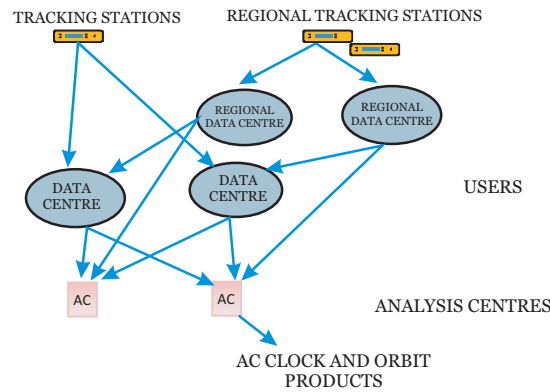 TRACKING STATIONS
REGIONAL TRACKING STATIONS
REGIONAL
DATA CENTRE
REGIONAL
DATA CENTRE
DATA
CENTRE
DATA
CENTRE
USERS
AC
AC
ANALYSIS CENTRES
AC CLOCK AND ORBIT
PRODUCTS